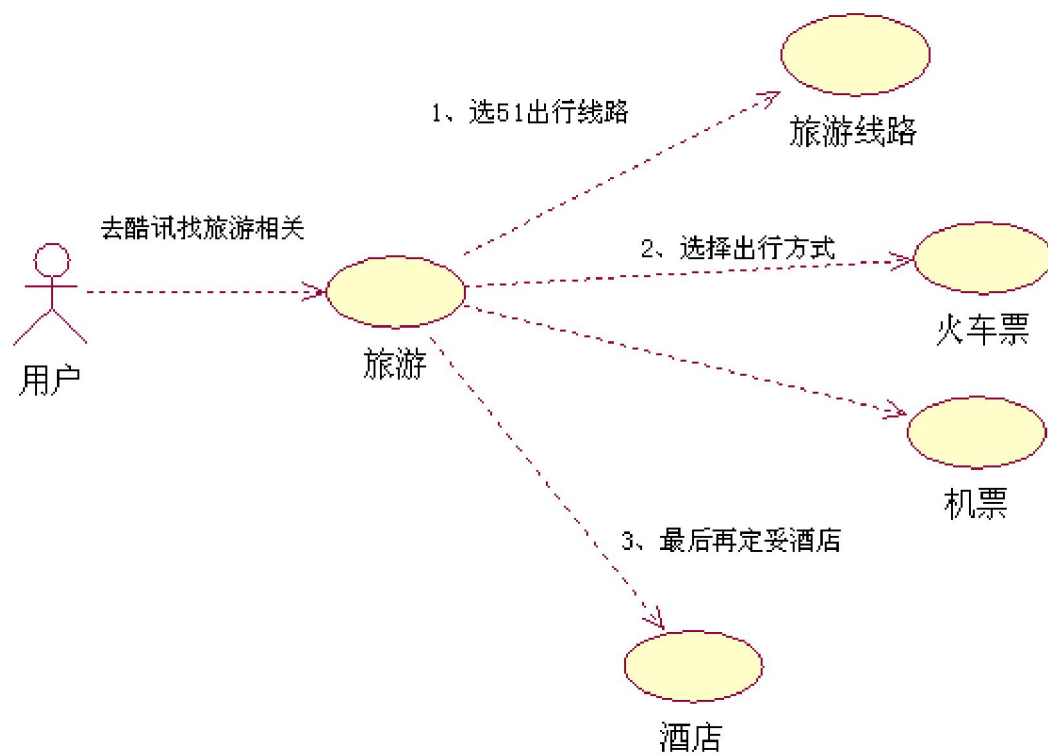 1、选51出行线路
旅游线路
去酷讯找旅游相关
2、选择出行方式
火车票
用户
旅游
机票
3、最后再定妥酒店
酒店